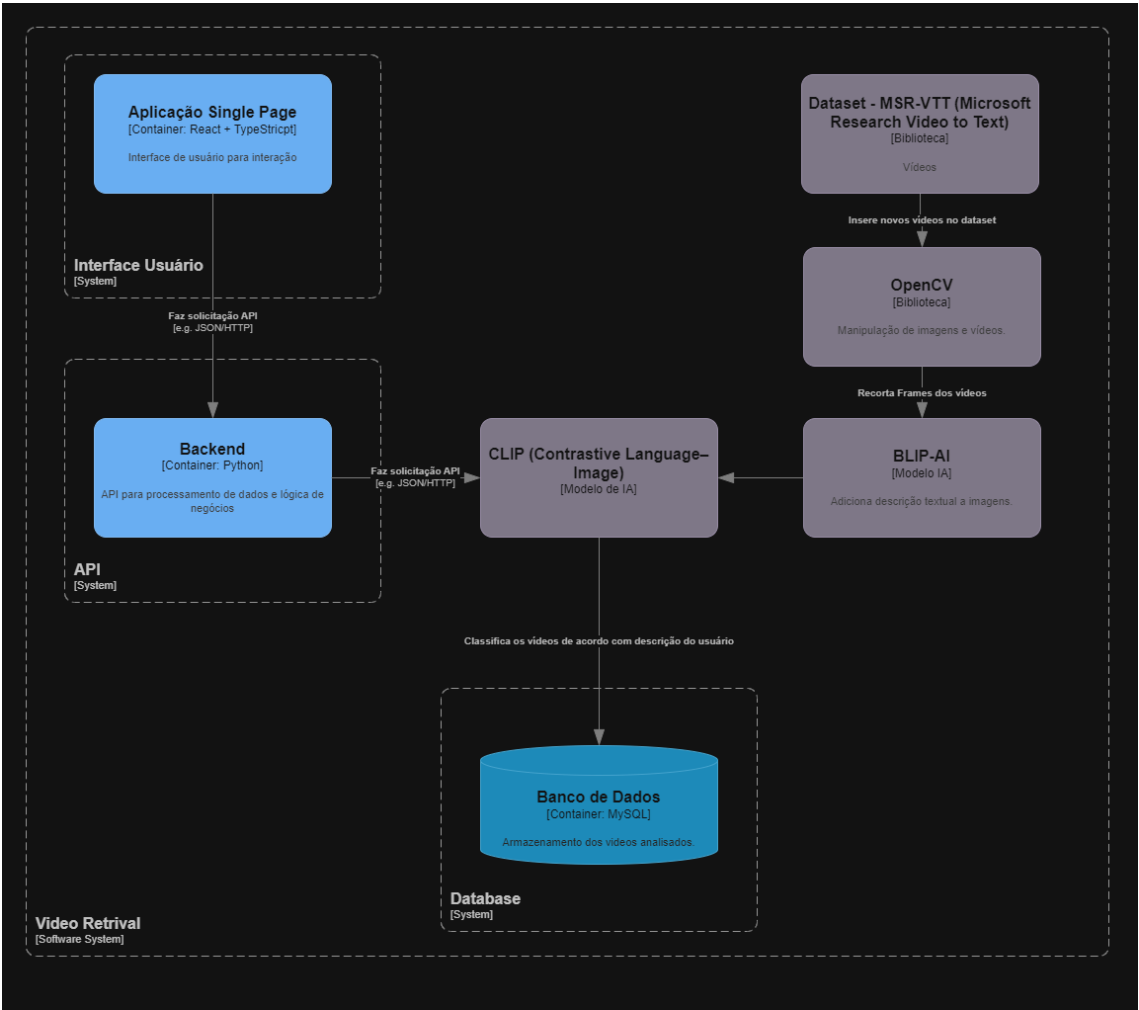 Aplicação Single Page
[Container: React + TypeStricpt]
Interface de usuário para interação
Interface Usuário
[System]
Dataset - MSR-VTT (Microsoft
Research Video to Text)
[Biblioteca]
Vídeos
Insere novos vídeos no dataset
OpenCV
[Biblioteca]
Manipulação de imagens e vídeos.
Faz solicitação API
[e.g. JSON/HTTP]
Recorta Frames dos vídeos
Backend
[Container: Python]
API para processamento de dados e lógica de
negócios
API
[System]
Faz solicitação API
[e.g. JSON/HTTP]
CLIP (Contrastive Language–
Image)
[Modelo de IA]
BLIP-AI
[Modelo IA]
Adiciona descrição textual a imagens.
Classifica os vídeos de acordo com descrição do usuário
Banco de Dados
[Container: MySQL]
Armazenamento dos videos analisados.
Database
[System]
Video Retrival
[Software System]